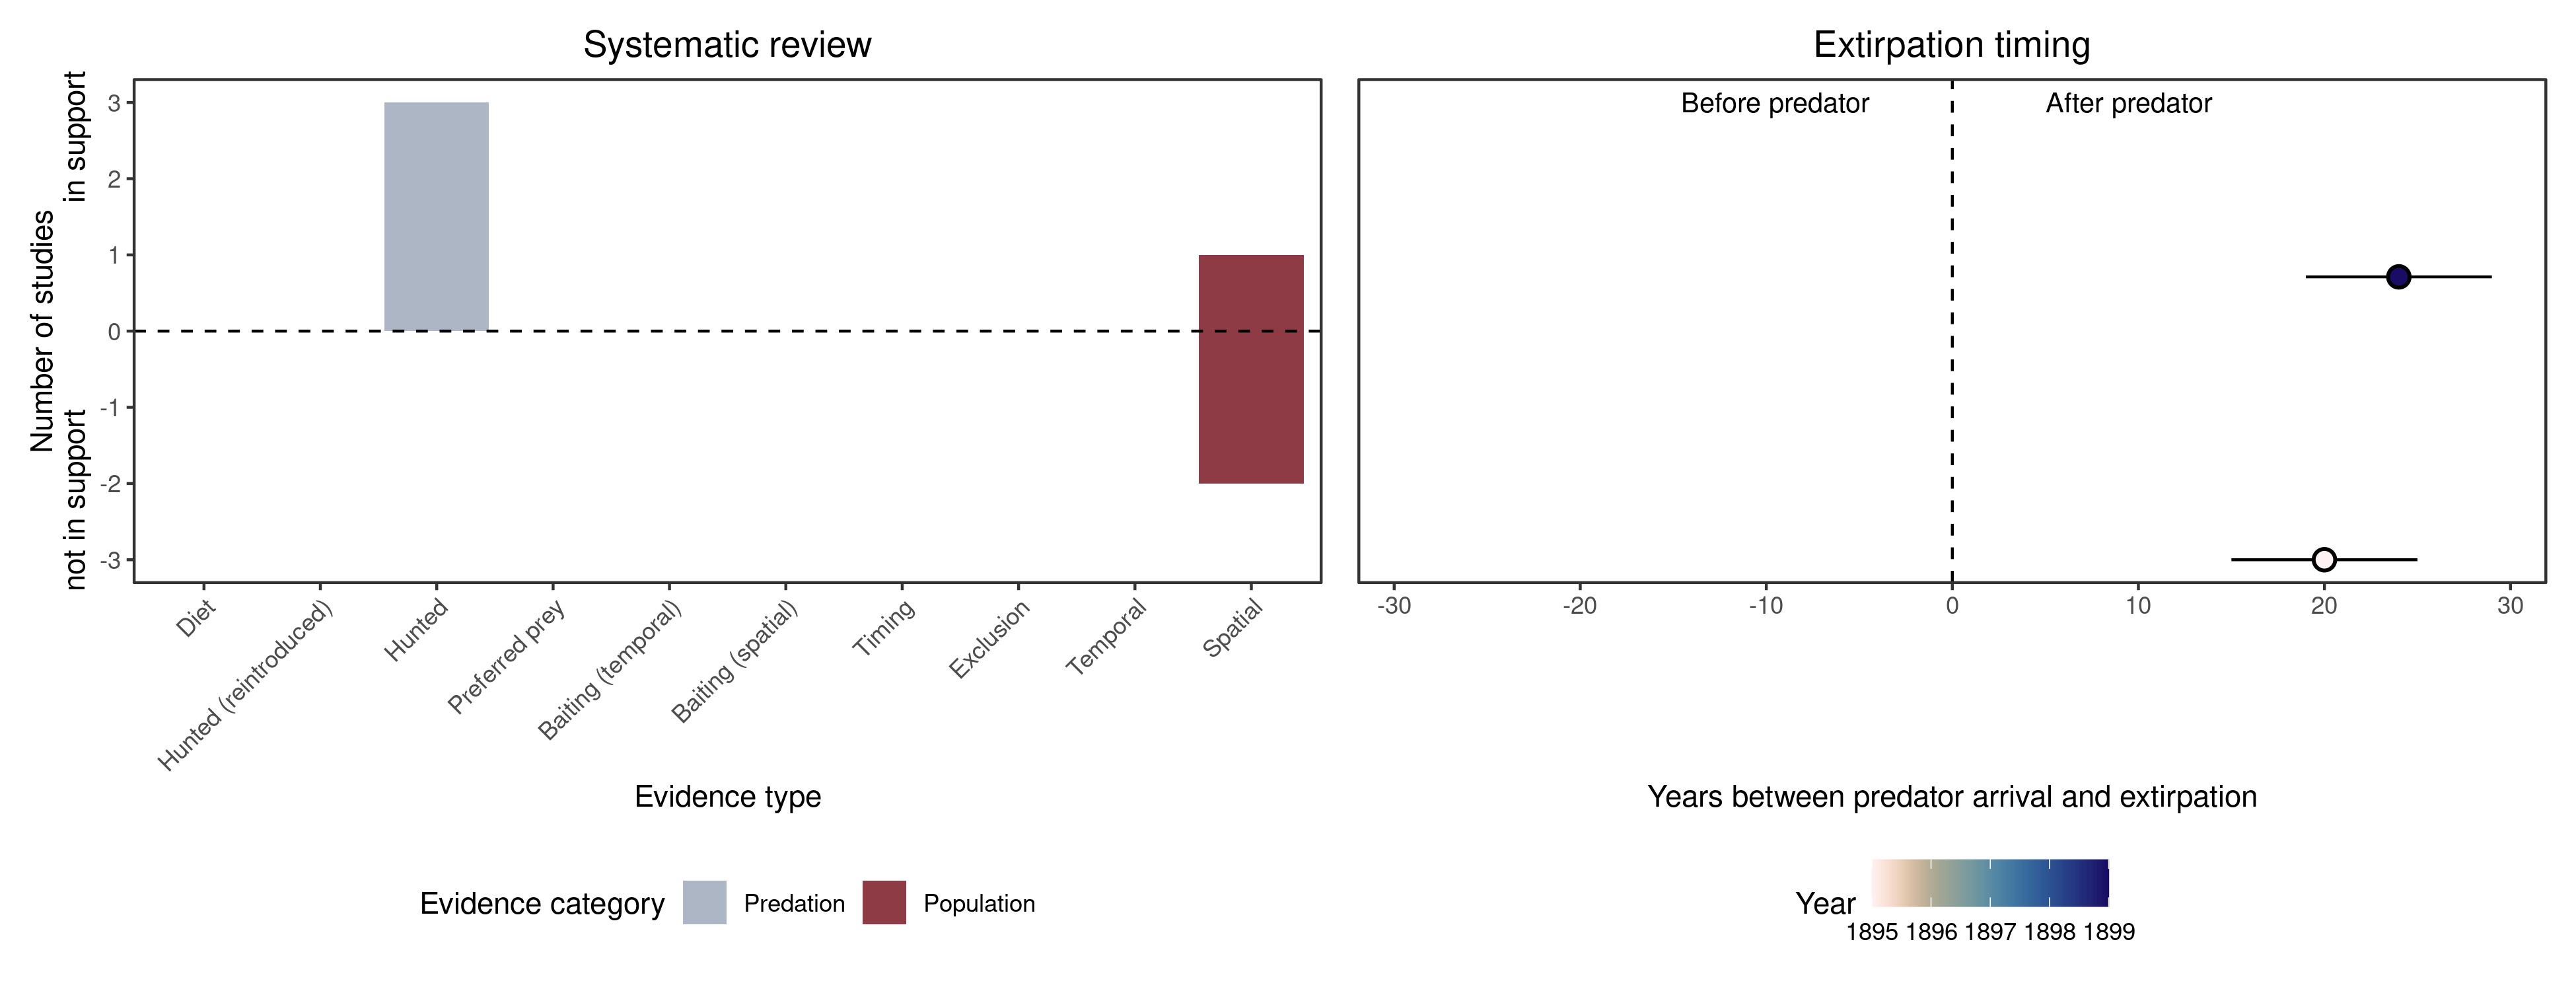 Systematic review
Number of studies
not in support
in support
3
2
1
0
-1
-2
-3
Diet
Hunted (reintroduced)
Hunted
Preferred prey
Baiting (temporal)
Baiting (spatial)
Timing
Exclusion
Temporal
Spatial
Evidence type
Evidence category
Predation
Population
Extirpation timing
Before predator
After predator
-30 -20 -10 0 10 20 30
Years between predator arrival and extirpation
Year
1895 1896 1897 1898 1899